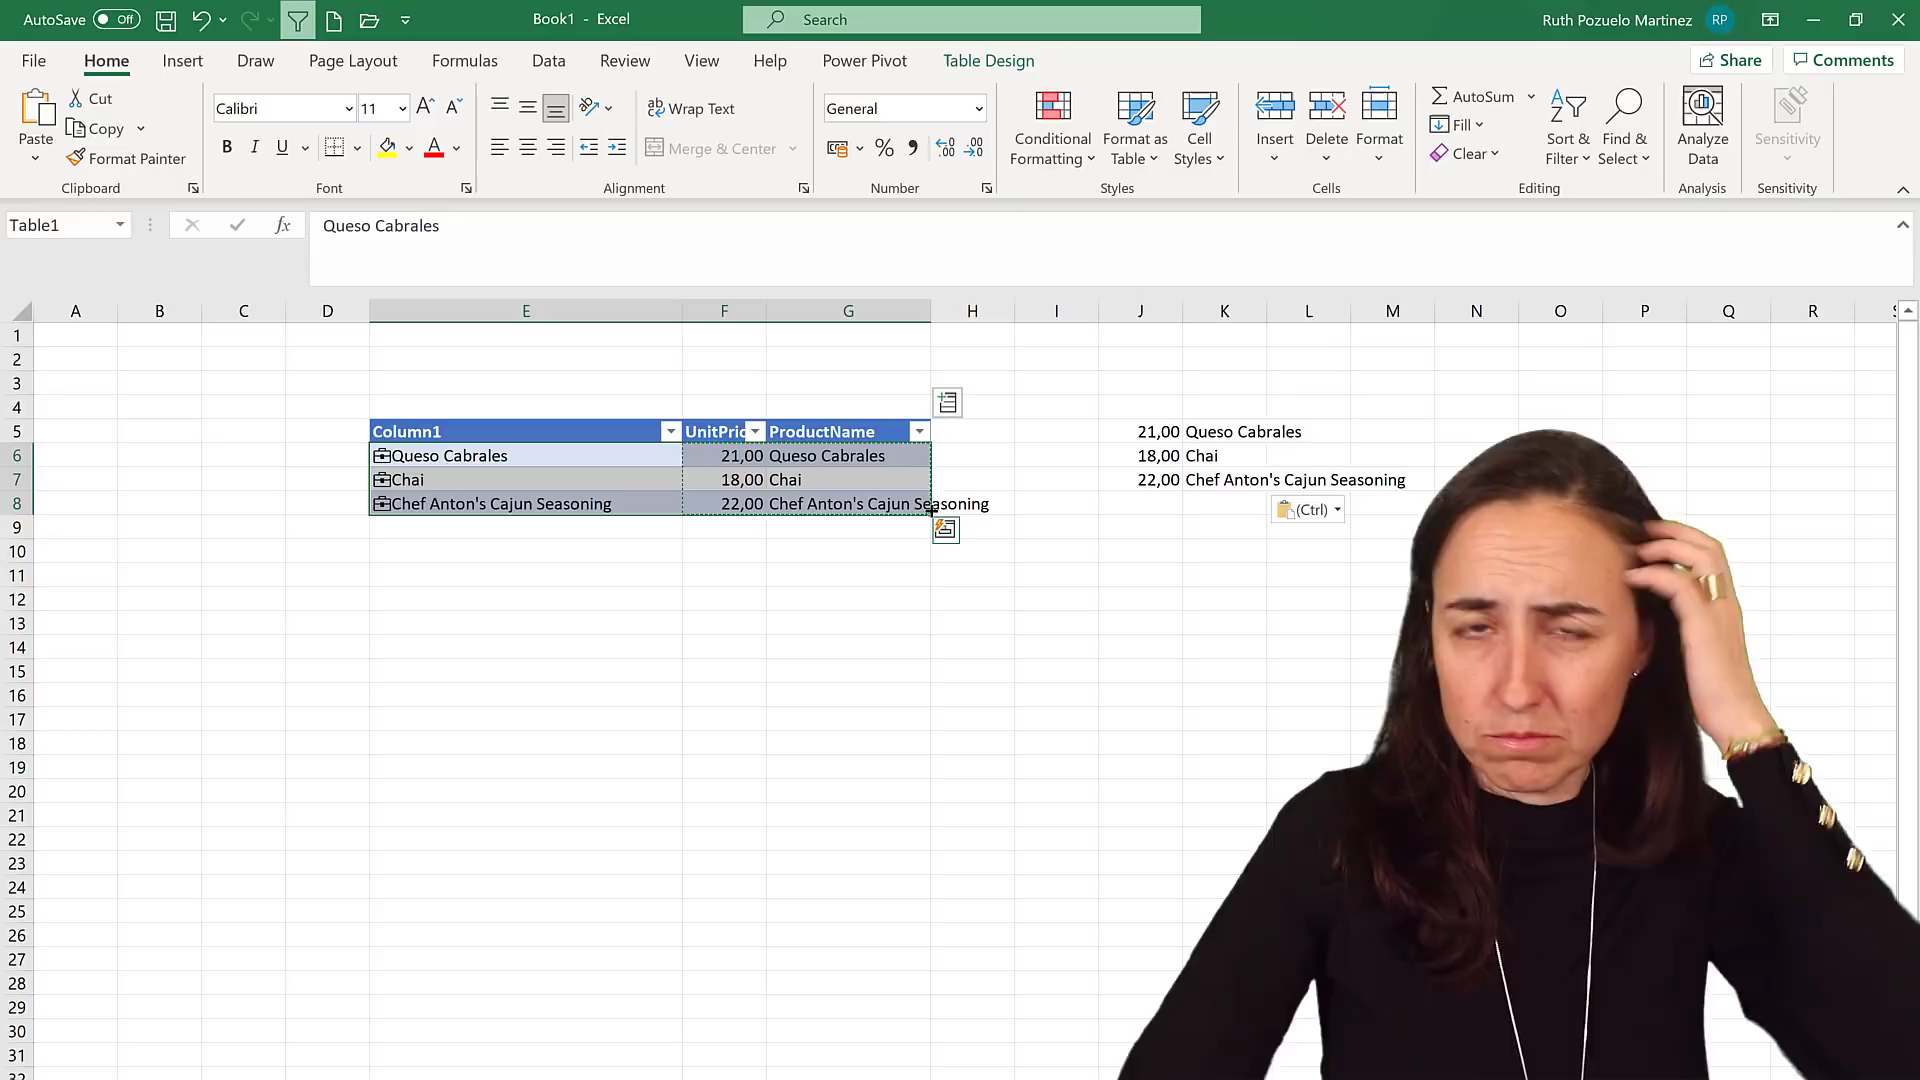 AutoSave Off Book1 - Excel Search Ruth Pozuelo Martinez RP
File Home Insert Draw Page Layout Formulas Data Review View Help Power Pivot Table Design Share Comments
Paste Cut Copy Format Painter Clipboard
Calibri 11 B I U A Font
Wrap Text Merge & Center Alignment
General % Number
Conditional Formatting Format as Table Cell Styles Styles
Insert Delete Format Cells
AutoSum Fill Clear Sort & Filter Find & Select Editing
Analyze Data Analysis
Sensitivity Sensitivity
Table1 fx Queso Cabrales
A B C D E F G H I J K L M N O P Q R
1
2
3
4
5 Column1 UnitPric ProductName 21,00 Queso Cabrales
6 Queso Cabrales 21,00 Queso Cabrales 18,00 Chai
7 Chai 18,00 Chai 22,00 Chef Anton's Cajun Seasoning
8 Chef Anton's Cajun Seasoning 22,00 Chef Anton's Cajun Seasoning (Ctrl)
9
10
11
12
13
14
15
16
17
18
19
20
21
22
23
24
25
26
27
28
29
30
31
32